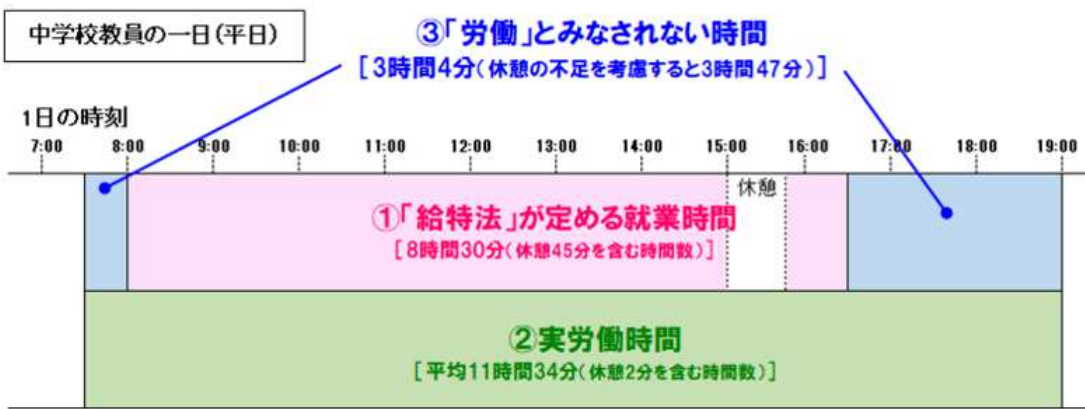 中学校教員の一日(平日)
③「労働」とみなされない時間
[3時間4分(休憩の不足を考慮すると3時間47分)]
1日の時刻
7:00 8:00 9:00 10:00 11:00 12:00 13:00 14:00 15:00 16:00 17:00 18:00 19:00
休憩
①「給特法」が定める就業時間
[8時間30分(休憩45分を含む時間数)]
②実労働時間
[平均11時間34分(休憩2分を含む時間数)]